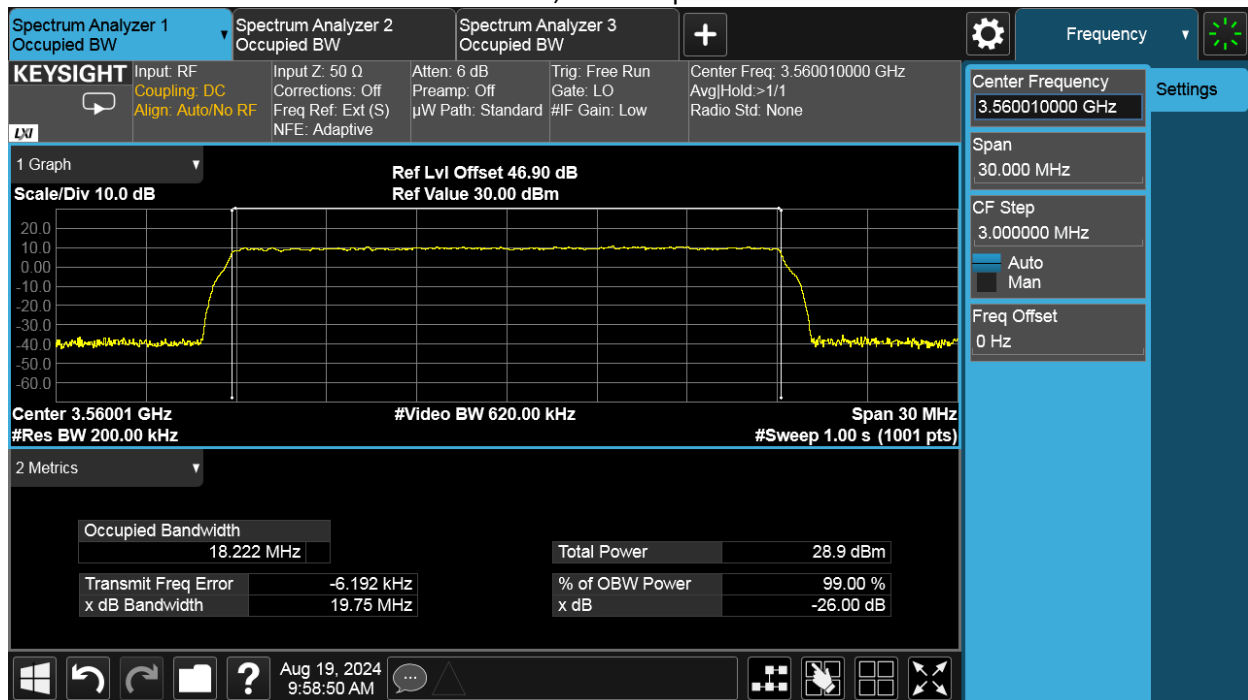 Spectrum Analyzer 1
Occupied BW
Spectrum Analyzer 2
Occupied BW
Spectrum Analyzer 3
Occupied BW
+
Frequency
KEYSIGHT
LXI
Input: RF
Coupling: DC
Align: Auto/No RF
Input Z: 50 Ω
Corrections: Off
Freq Ref: Ext (S)
NFE: Adaptive
Atten: 6 dB
Preamp: Off
µW Path: Standard
Trig: Free Run
Gate: LO
#IF Gain: Low
Center Freq: 3.560010000 GHz
Avg|Hold:>1/1
Radio Std: None
Center Frequency
3.560010000 GHz
Settings
Span
30.000 MHz
CF Step
3.000000 MHz
Auto
Man
Freq Offset
0 Hz
1 Graph
Scale/Div 10.0 dB
Ref Lvl Offset 46.90 dB
Ref Value 30.00 dBm
20.0
10.0
0.00
-10.0
-20.0
-30.0
-40.0
-50.0
-60.0
Center 3.56001 GHz
#Video BW 620.00 kHz
Span 30 MHz
#Res BW 200.00 kHz
#Sweep 1.00 s (1001 pts)
2 Metrics
Occupied Bandwidth
18.222 MHz
Total Power 28.9 dBm
Transmit Freq Error -6.192 kHz
% of OBW Power 99.00 %
x dB Bandwidth 19.75 MHz
x dB -26.00 dB
?
Aug 19, 2024
9:58:50 AM